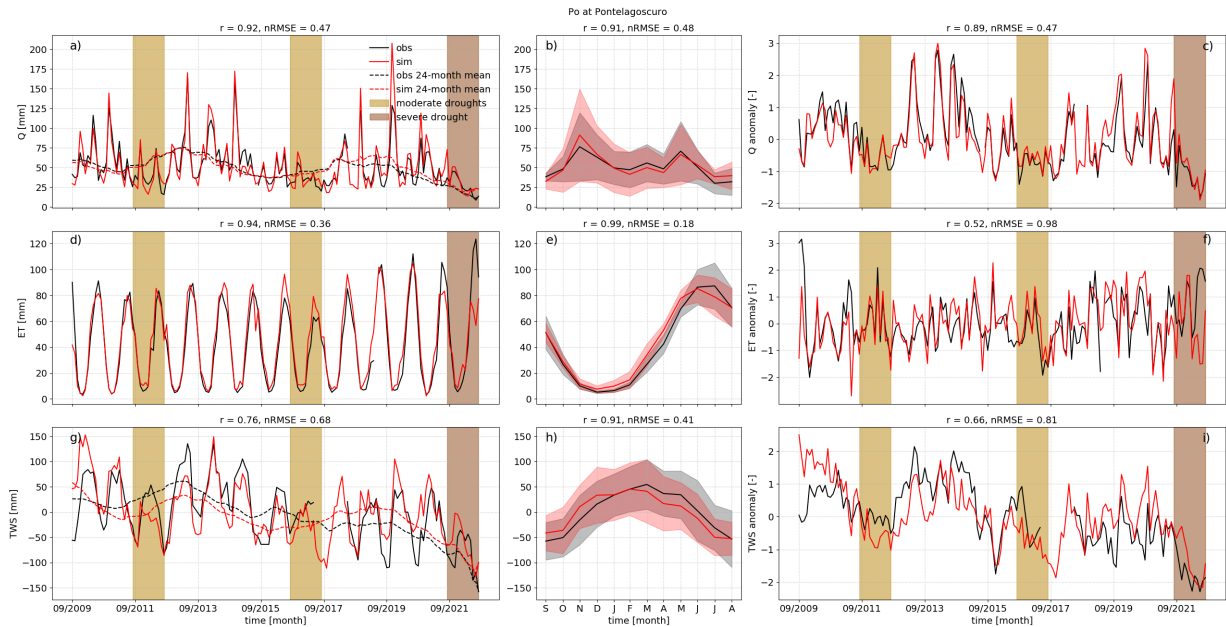 Po at Pontelagoscuro
r = 0.92, nRMSE = 0.47
a)
obs
sim
obs 24-month mean
sim 24-month mean
moderate droughts
severe drought
Q [mm]
200
175
150
125
100
75
50
25
0
r = 0.91, nRMSE = 0.48
b)
200
175
150
125
100
75
50
25
0
r = 0.89, nRMSE = 0.47
c)
Q anomaly [-]
3
2
1
0
−1
−2
r = 0.94, nRMSE = 0.36
d)
ET [mm]
120
100
80
60
40
20
0
r = 0.99, nRMSE = 0.18
e)
120
100
80
60
40
20
0
r = 0.52, nRMSE = 0.98
f)
ET anomaly [-]
3
2
1
0
−1
−2
r = 0.76, nRMSE = 0.68
g)
TWS [mm]
150
100
50
0
−50
−100
−150
09/2009 09/2011 09/2013 09/2015 09/2017 09/2019 09/2021
time [month]
r = 0.91, nRMSE = 0.41
h)
150
100
50
0
−50
−100
−150
S O N D J F M A M J J A
time [month]
r = 0.66, nRMSE = 0.81
i)
TWS anomaly [-]
2
1
0
−1
−2
09/2009 09/2011 09/2013 09/2015 09/2017 09/2019 09/2021
time [month]